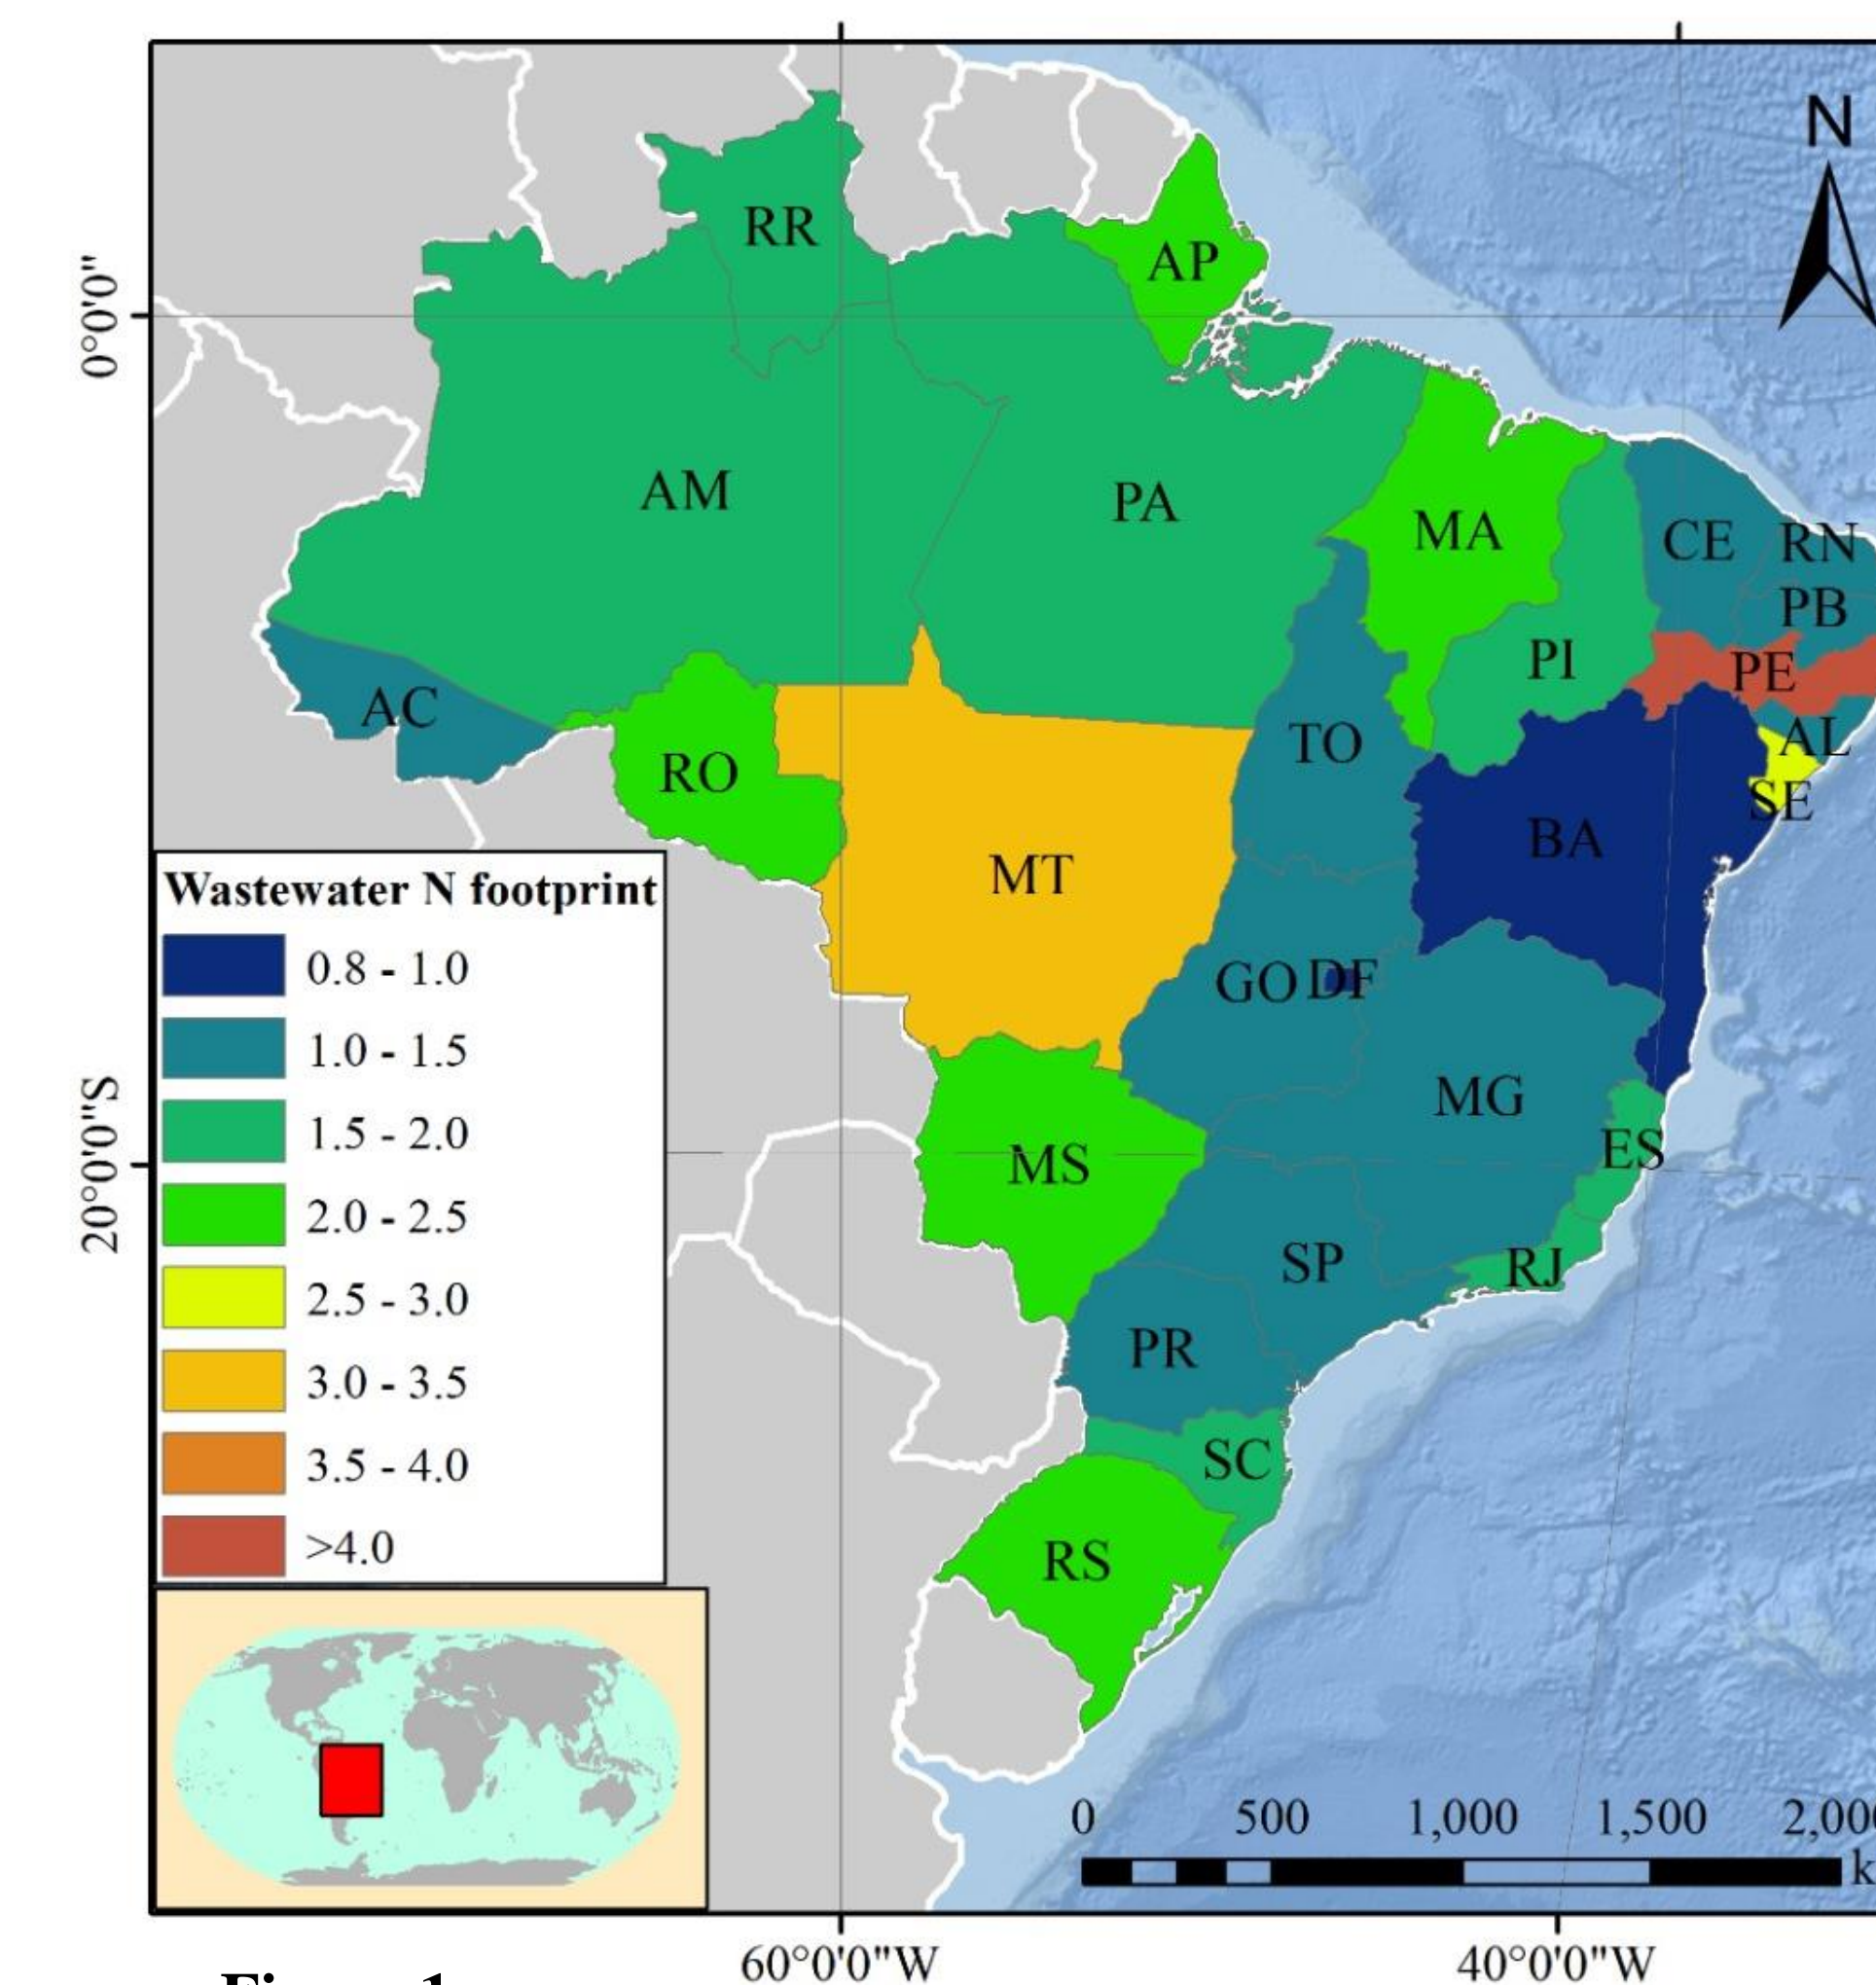 N
0°0'0"
RR
AP
AM
PA
MA
CE
RN
PB
PI
PE
AC
AL
TO
RO
SE
BA
MT
GO
DF
MG
ES
MS
SP
RJ
PR
SC
RS
20°0'0"S
Wastewater N footprint
0.8 - 1.0
1.0 - 1.5
1.5 - 2.0
2.0 - 2.5
2.5 - 3.0
3.0 - 3.5
3.5 - 4.0
>4.0
0 500 1,000 1,500 2,000
60°0'0"W 40°0'0"W